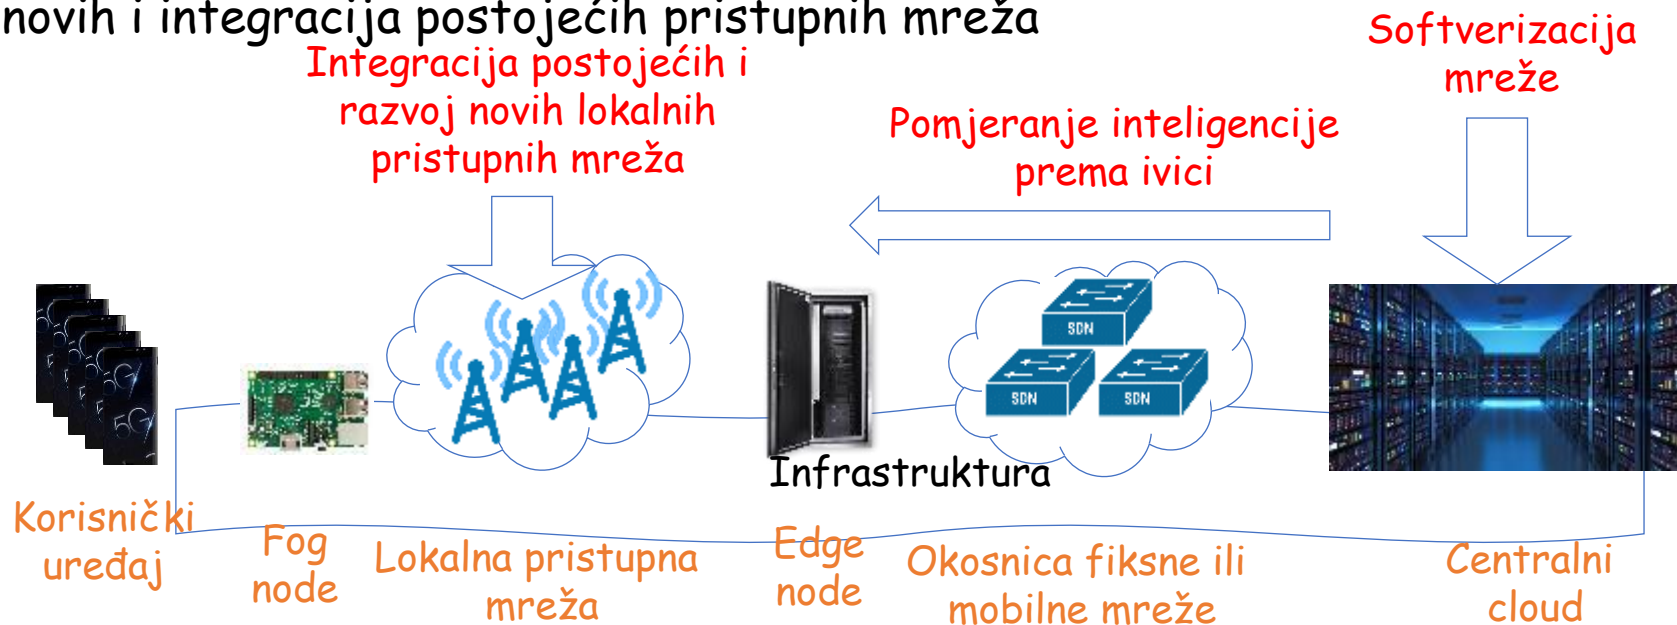 novih i integracija postojećih pristupnih mreža
Integracija postojećih i
razvoj novih lokalnih
pristupnih mreža
Pomjeranje inteligencije
prema ivici
Softverizacija
mreže
5G
5G
SDN
SDN
SDN
Infrastruktura
Korisnički
uređaj
Fog
node
Lokalna pristupna
mreža
Edge
node
Okosnica fiksne ili
mobilne mreže
Centralni
cloud